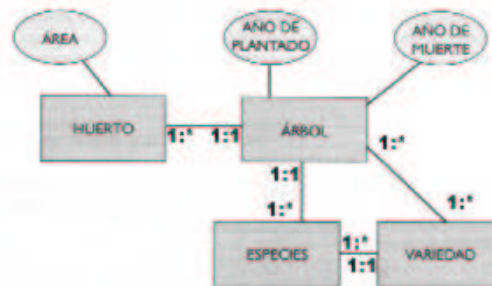 ÁREA
AÑO DE
PLANTADO
AÑO DE
MUERTE
HUERTO
1:*
1:1
ÁRBOL
1:*
1:1
1:*
1:*
ESPECIES
1:*
1:1
VARIEDAD